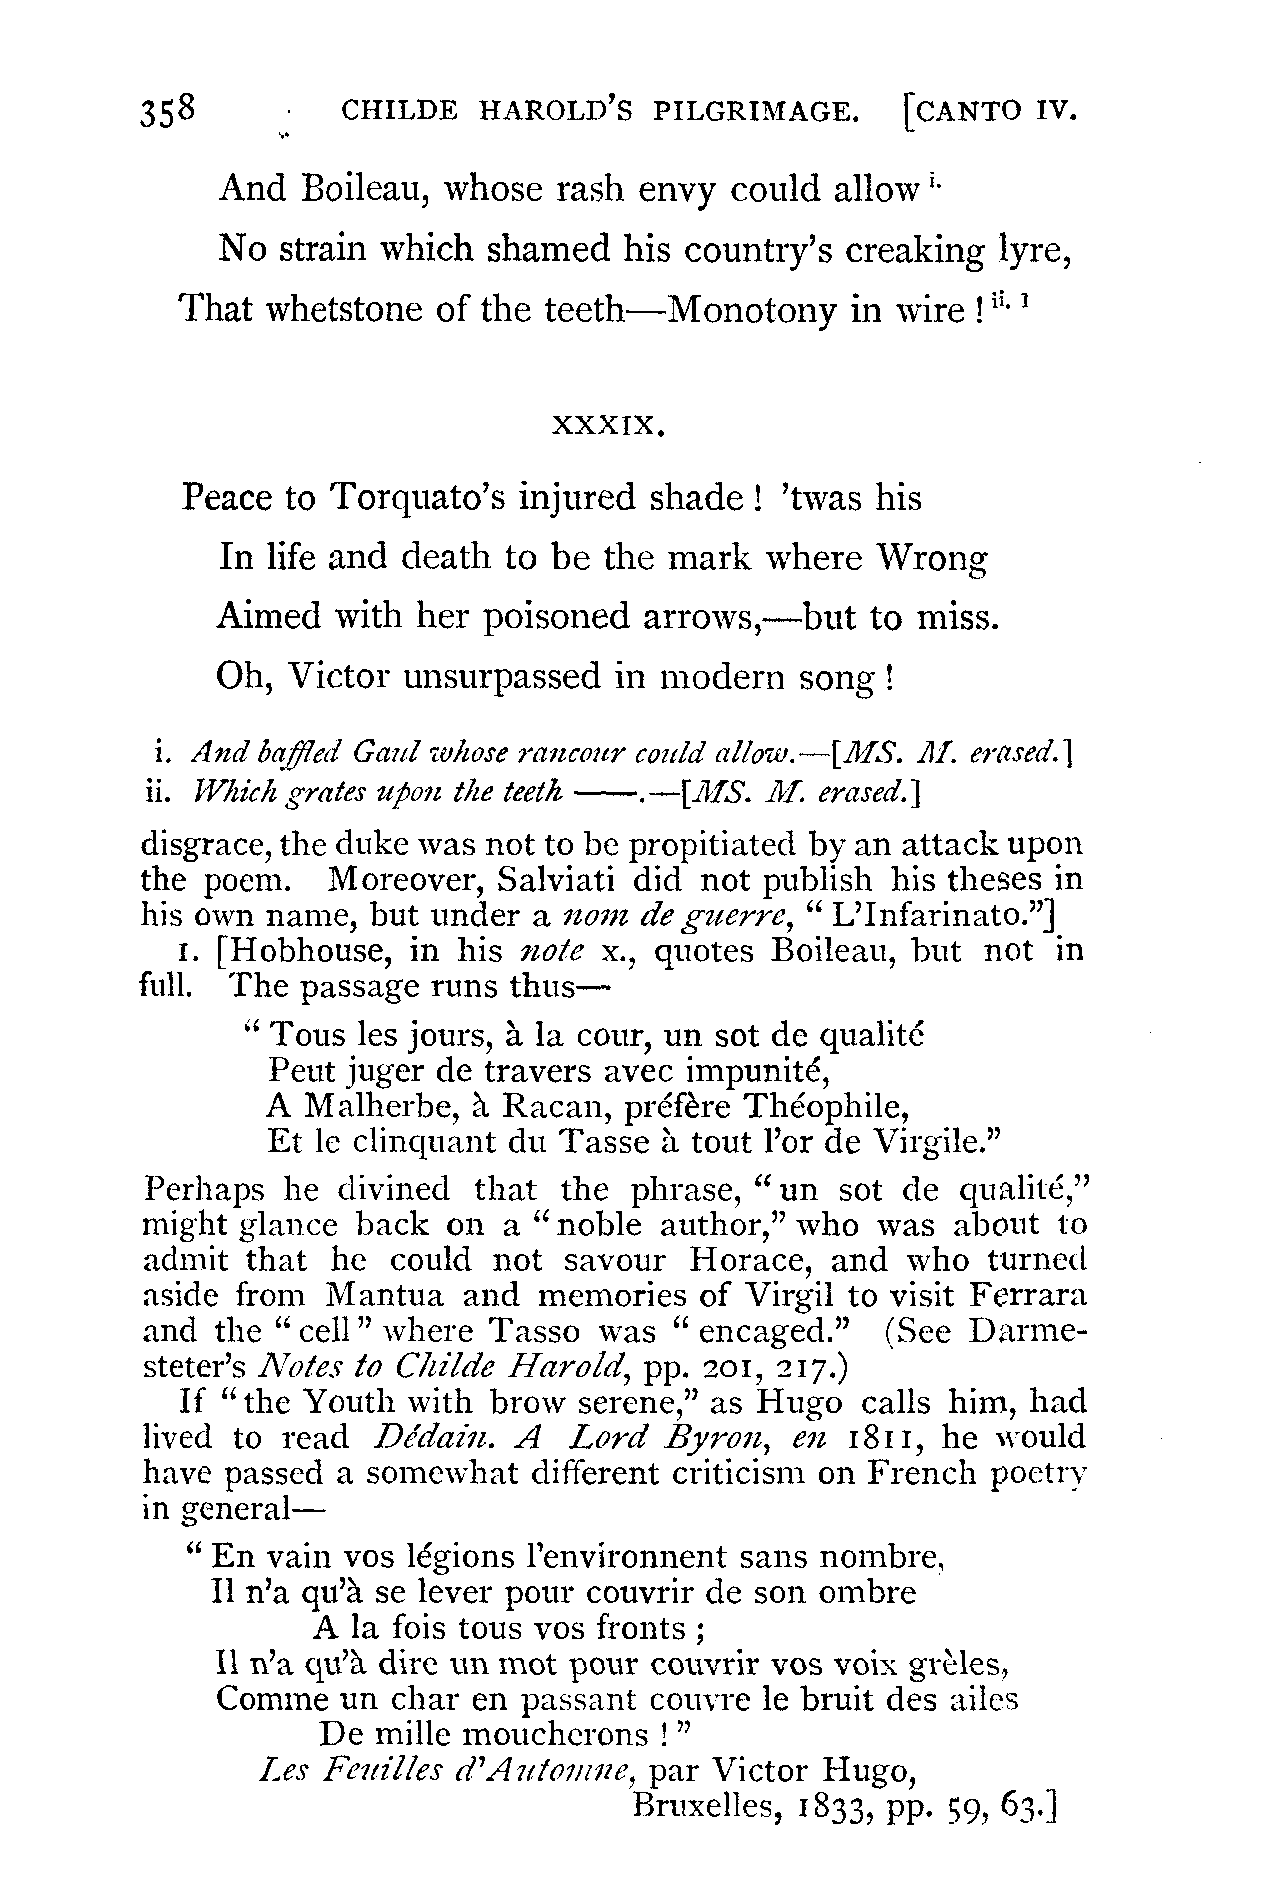 358 CHILDE HAROLD'S PILGRIMAGE. [CANTO IV.
And Boileau, whose rash envy could allow i.
No strain which shamed his country's creaking lyre,
That whetstone of the teeth—Monotony in wire ! ii. 1
XXXIX.
Peace to Torquato's injured shade ! 'twas his
In life and death to be the mark where Wrong
Aimed with her poisoned arrows,—but to miss.
Oh, Victor unsurpassed in modern song !
i. And baffled Gaul whose rancour could allow.—[MS. M. erased.]
ii. Which grates upon the teeth ——.—[MS. M. erased.]
disgrace, the duke was not to be propitiated by an attack upon
the poem. Moreover, Salviati did not publish his theses in
his own name, but under a nom de guerre, "L'Infarinato."]
1. [Hobhouse, in his note x., quotes Boileau, but not in
full. The passage runs thus—
"Tous les jours, à la cour, un sot de qualité
Peut juger de travers avec impunité,
A Malherbe, à Racan, préfère Théophile,
Et le clinquant du Tasse à tout l'or de Virgile."
Perhaps he divined that the phrase, "un sot de qualité,"
might glance back on a "noble author," who was about to
admit that he could not savour Horace, and who turned
aside from Mantua and memories of Virgil to visit Ferrara
and the "cell" where Tasso was "encaged." (See Darme-
steter's Notes to Childe Harold, pp. 201, 217.)
If "the Youth with brow serene," as Hugo calls him, had
lived to read Dédain. A Lord Byron, en 1811, he would
have passed a somewhat different criticism on French poetry
in general—
"En vain vos légions l'environnent sans nombre,
Il n'a qu'à se lever pour couvrir de son ombre
A la fois tous vos fronts ;
Il n'a qu'à dire un mot pour couvrir vos voix grèles,
Comme un char en passant couvre le bruit des ailes
De mille moucherons !"
Les Feuilles d'Automne, par Victor Hugo,
Bruxelles, 1833, pp. 59, 63.]